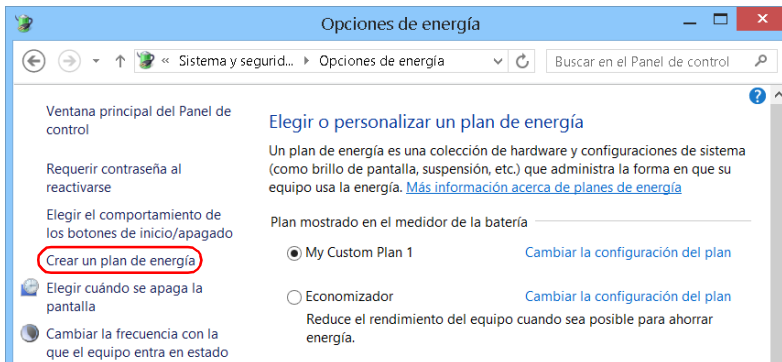 Opciones de energía
« Sistema y segurid... ▸ Opciones de energía
Buscar en el Panel de control
Ventana principal del Panel de
control
Requerir contraseña al
reactivarse
Elegir el comportamiento de
los botones de inicio/apagado
Crear un plan de energía
Elegir cuándo se apaga la
pantalla
Cambiar la frecuencia con la
que el equipo entra en estado
Elegir o personalizar un plan de energía
Un plan de energía es una colección de hardware y configuraciones de sistema
(como brillo de pantalla, suspensión, etc.) que administra la forma en que su
equipo usa la energía. Más información acerca de planes de energía
Plan mostrado en el medidor de la batería
My Custom Plan 1 Cambiar la configuración del plan
Economizador Cambiar la configuración del plan
Reduce el rendimiento del equipo cuando sea posible para ahorrar
energía.